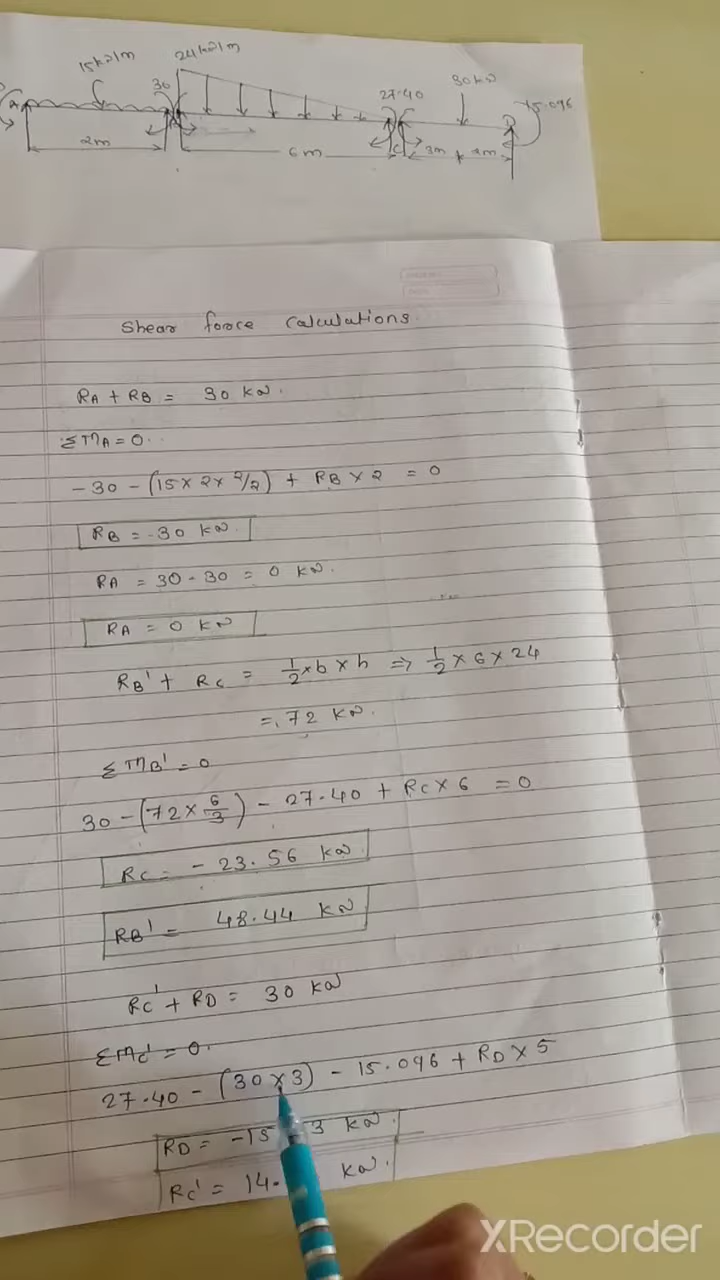 15kN/m
24kN/m
30
27.40
30kN
15.096
A
D
2m
6m
C
3m
2m
Shear force calculations.
RA + RB = 30 kN.
ΣMA = 0.
-30 - (15 × 2 × 2/2) + RB × 2 = 0
RB = -30 kN.
RA = 30 - 30 = 0 kN.
RA = 0 kN
RB' + RC = 1/2 × b × h ⇒ 1/2 × 6 × 24
= 72 kN.
ΣMB' = 0
30 - (72 × 6/3) - 27.40 + RC × 6 = 0
RC = - 23.56 kN
RB' = 48.44 kN
RC' + RD = 30 kN
ΣMC' = 0.
27.40 - (30 × 3) - 15.096 + RD × 5
RD = -15 3 kN.
RC' = 14. kN.
XRecorder